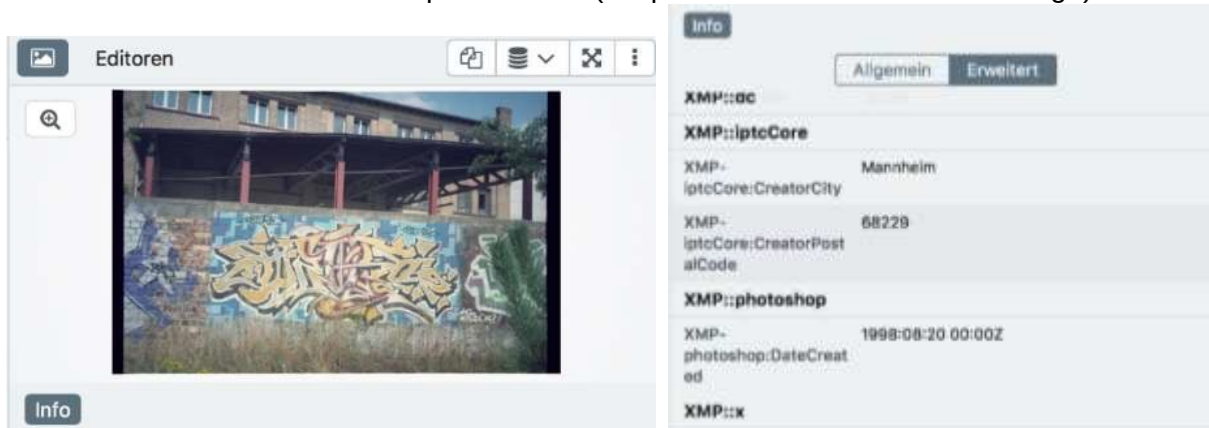 Editoren
Info
Info
Allgemein Erweitert
XMP::dc
XMP::iptcCore
XMP-
iptcCore:CreatorCity
Mannheim
XMP-
iptcCore:CreatorPost
alCode
68229
XMP::photoshop
XMP-
photoshop:DateCreat
ed
1998:08:20 00:00Z
XMP::x